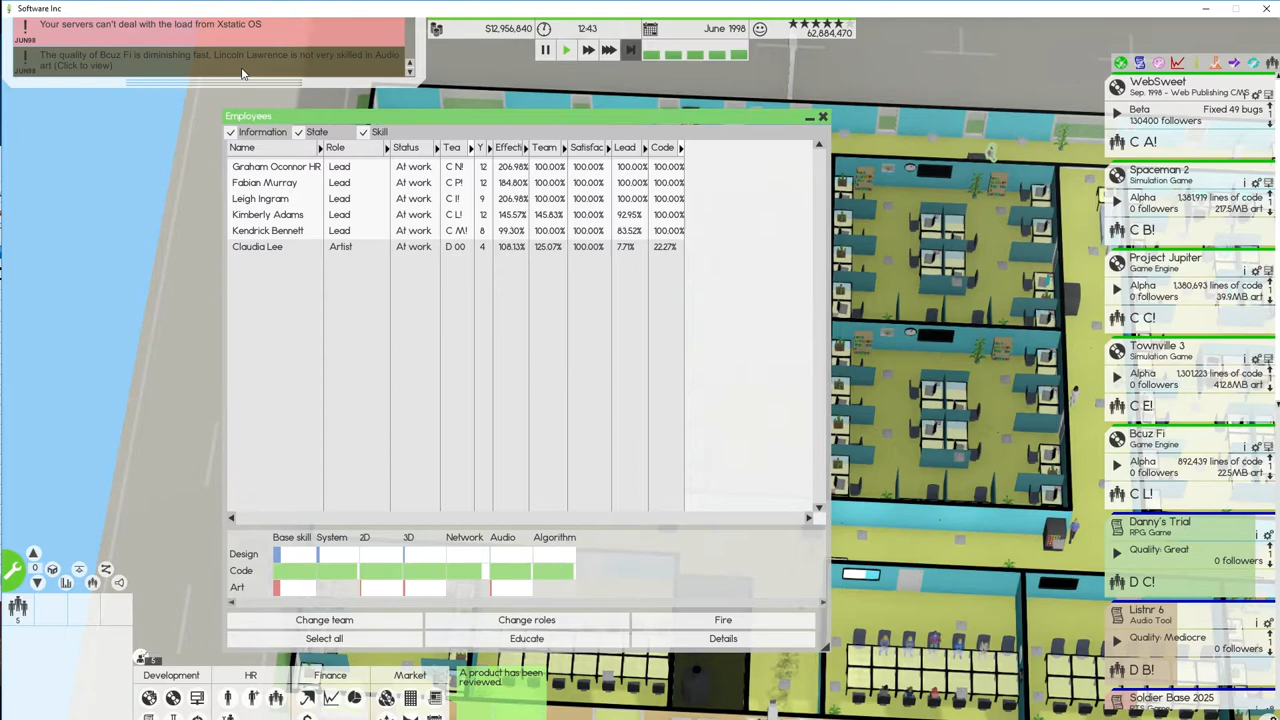 Software Inc
Your servers can't deal with the load from Xstatic OS
JUN98
The quality of Bcuz Fi is diminishing fast, Lincoln Lawrence is not very skilled in Audio
art (Click to view)
JUN98
$12,956,840
12:43
June 1998
62,884,470
Employees
Information State Skill
Name Role Status Tea Y Effecti Team Satisfac Lead Code
Graham Oconnor HR Lead At work C N! 12 206.98% 100.00% 100.00% 100.00% 100.00%
Fabian Murray Lead At work C P! 12 184.80% 100.00% 100.00% 100.00% 100.00%
Leigh Ingram Lead At work C I! 9 206.98% 100.00% 100.00% 100.00% 100.00%
Kimberly Adams Lead At work C L! 12 145.57% 145.83% 100.00% 92.95% 100.00%
Kendrick Bennett Lead At work C M! 8 99.30% 100.00% 100.00% 83.52% 100.00%
Claudia Lee Artist At work D 00 4 108.13% 125.07% 100.00% 7.71% 22.27%
Base skill System 2D 3D Network Audio Algorithm
Design
Code
Art
Change team Change roles Fire
Select all Educate Details
WebSweet
Sep. 1998 - Web Publishing CMS
Beta Fixed 49 bugs
130400 followers
C A!
Spaceman 2
Simulation Game
Alpha 1,381,919 lines of code
0 followers 217.5MB art
C B!
Project Jupiter
Game Engine
Alpha 1,380,693 lines of code
0 followers 39.9MB art
C C!
Townville 3
Simulation Game
Alpha 1,301,223 lines of code
0 followers 412.8MB art
C E!
Bcuz Fi
Game Engine
Alpha 892,439 lines of code
0 followers 22.5MB art
C L!
Danny's Trial
RPG Game
Quality: Great
0 followers
D C!
Listnr 6
Audio Tool
Quality: Mediocre
0 followers
D B!
Soldier Base 2025
RTS Game
0
5
5
Development HR Finance Market
A product has been
reviewed.